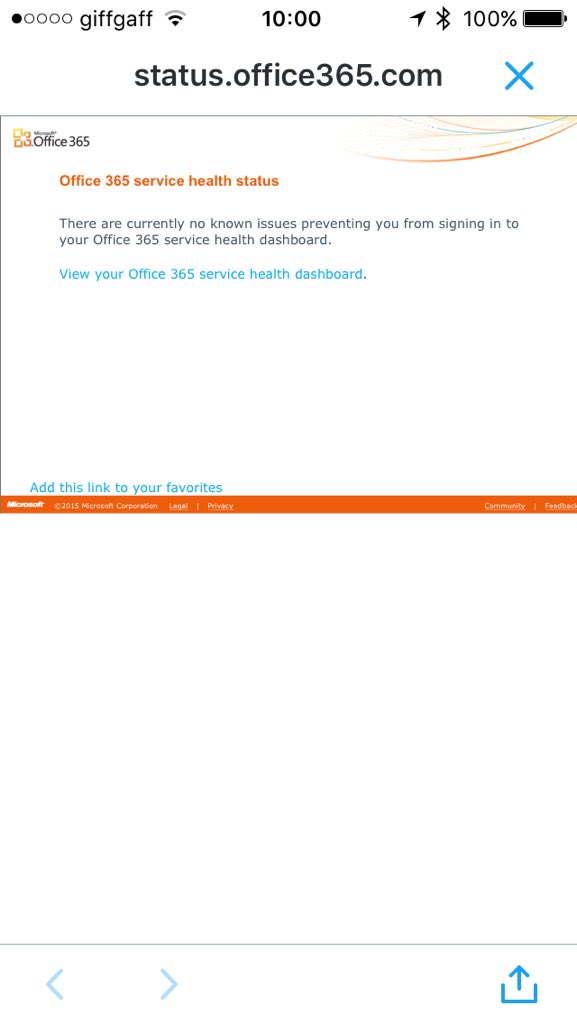 giffgaff 10:00 100%
status.office365.com
Microsoft®
Office 365
Office 365 service health status
There are currently no known issues preventing you from signing in to
your Office 365 service health dashboard.
View your Office 365 service health dashboard.
Add this link to your favorites
Microsoft ©2015 Microsoft Corporation Legal | Privacy Community | Feedback